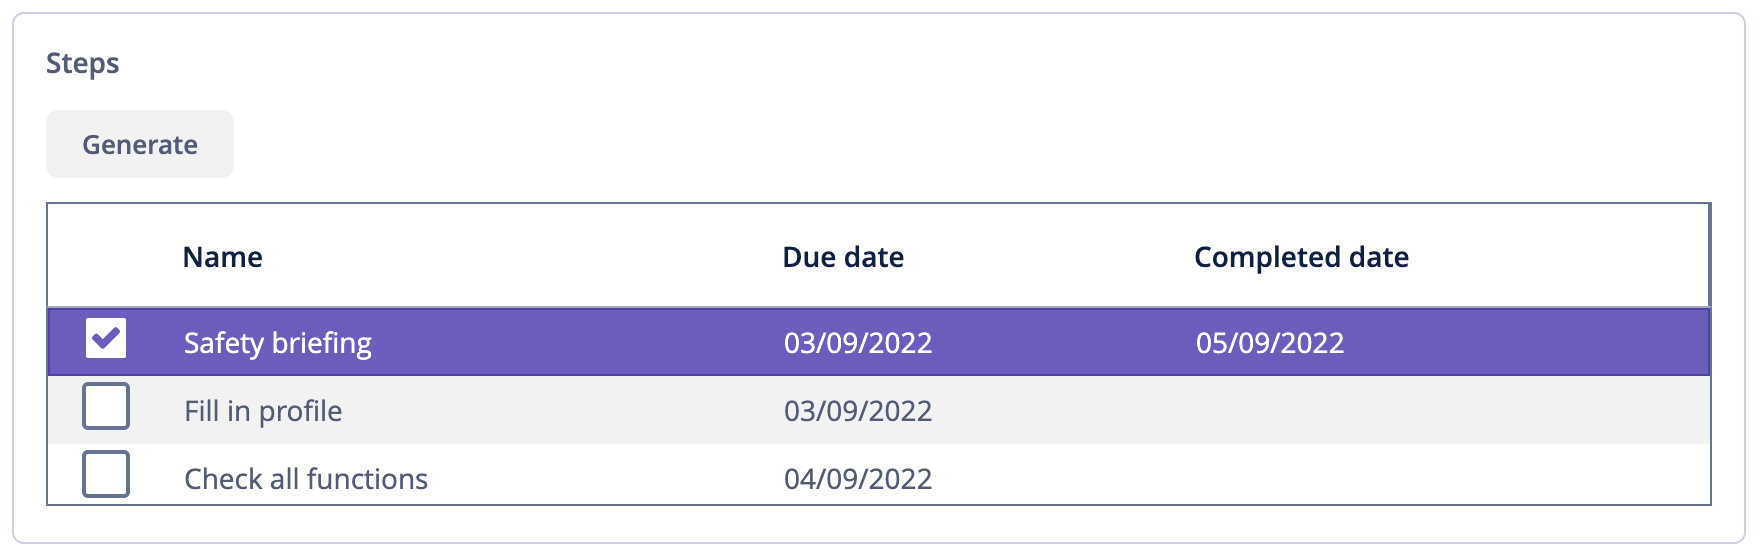 Steps
Generate
Name Due date Completed date
Safety briefing 03/09/2022 05/09/2022
Fill in profile 03/09/2022
Check all functions 04/09/2022